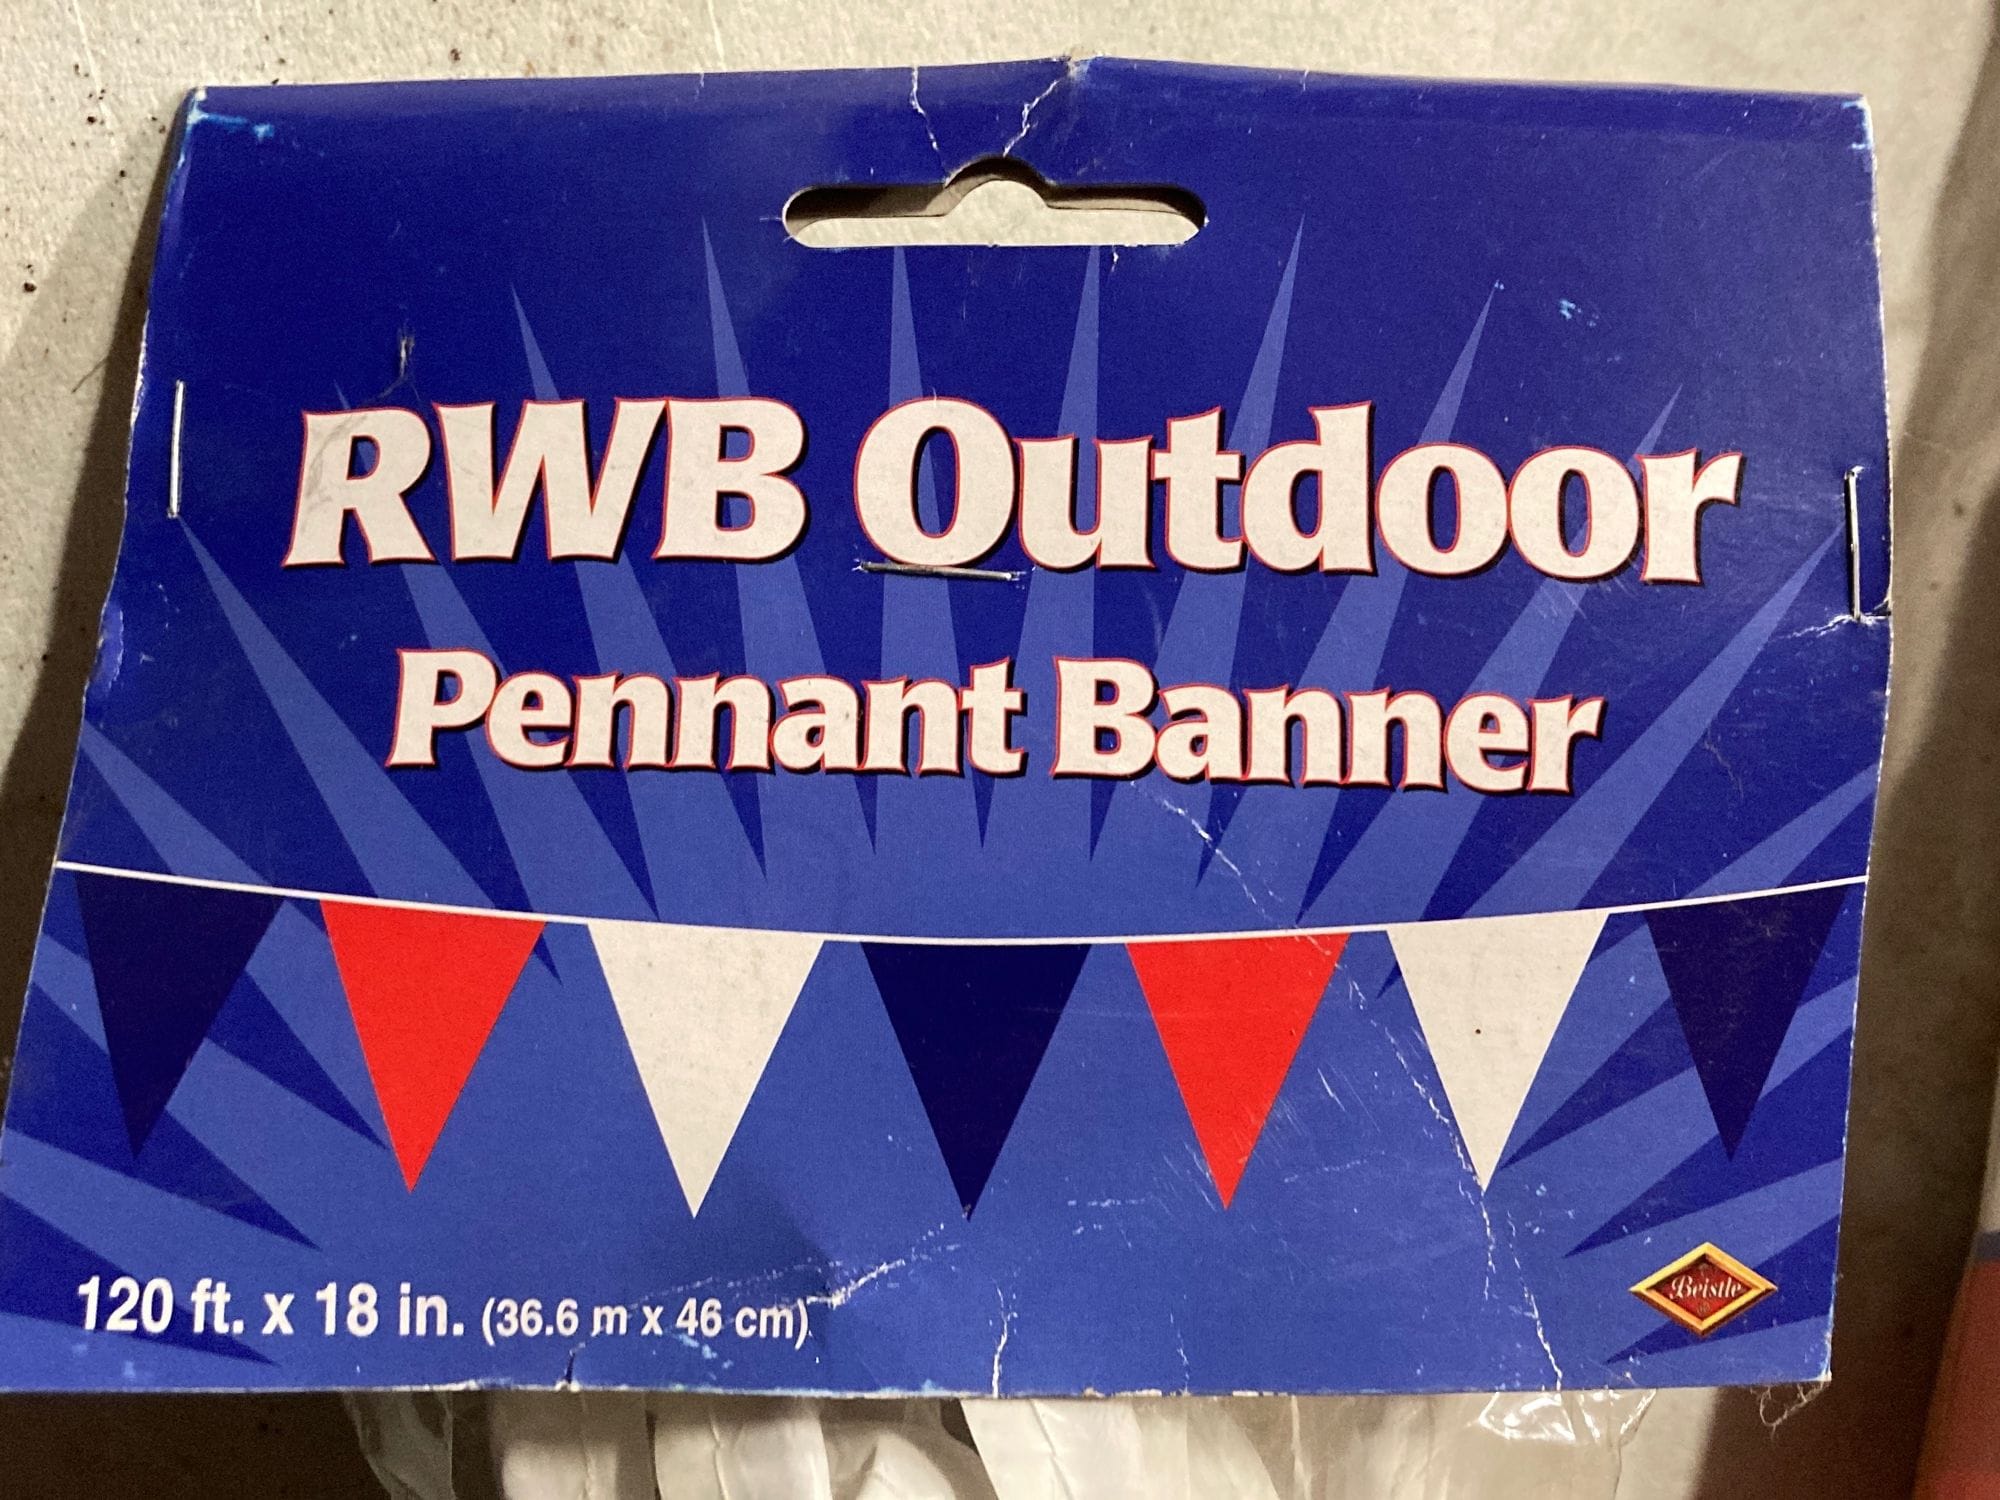 RWB Outdoor
Pennant Banner
120 ft. x 18 in. (36.6 m x 46 cm)
Beistle